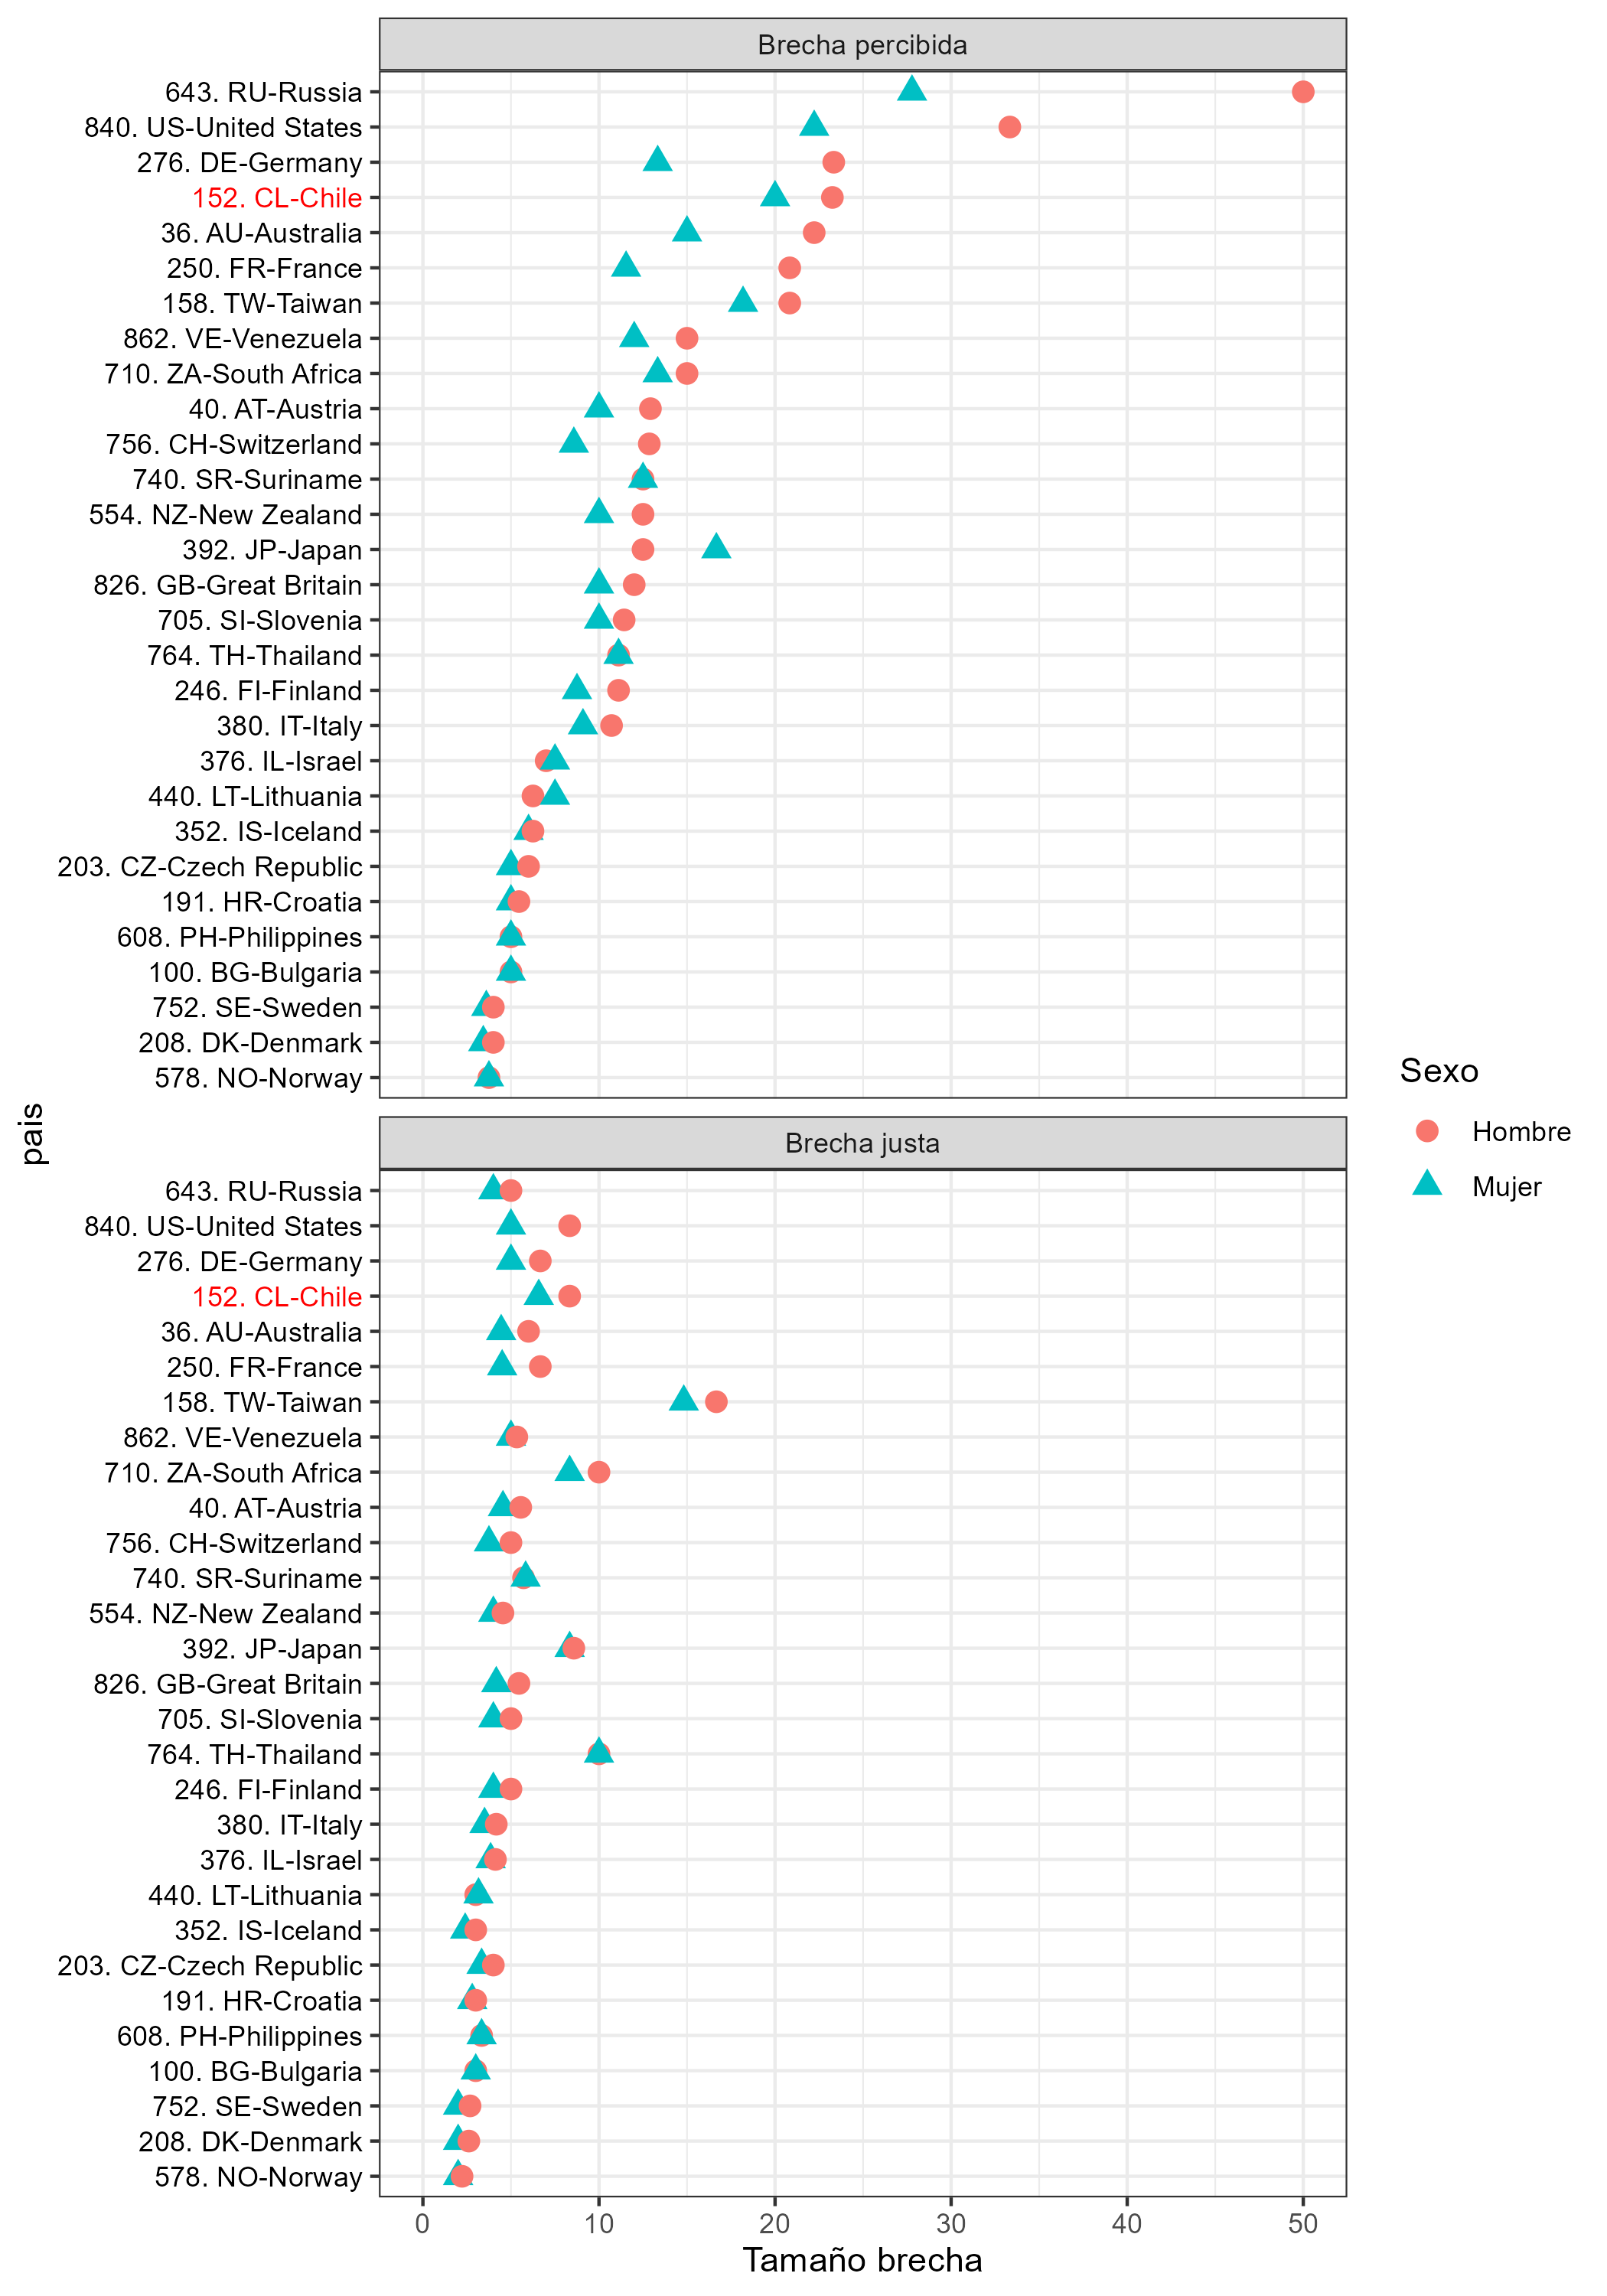 Brecha percibida
643. RU-Russia
840. US-United States
276. DE-Germany
152. CL-Chile
36. AU-Australia
250. FR-France
158. TW-Taiwan
862. VE-Venezuela
710. ZA-South Africa
40. AT-Austria
756. CH-Switzerland
740. SR-Suriname
554. NZ-New Zealand
392. JP-Japan
826. GB-Great Britain
705. SI-Slovenia
764. TH-Thailand
246. FI-Finland
380. IT-Italy
376. IL-Israel
440. LT-Lithuania
352. IS-Iceland
203. CZ-Czech Republic
191. HR-Croatia
608. PH-Philippines
100. BG-Bulgaria
752. SE-Sweden
208. DK-Denmark
578. NO-Norway
pais
Brecha justa
643. RU-Russia
840. US-United States
276. DE-Germany
152. CL-Chile
36. AU-Australia
250. FR-France
158. TW-Taiwan
862. VE-Venezuela
710. ZA-South Africa
40. AT-Austria
756. CH-Switzerland
740. SR-Suriname
554. NZ-New Zealand
392. JP-Japan
826. GB-Great Britain
705. SI-Slovenia
764. TH-Thailand
246. FI-Finland
380. IT-Italy
376. IL-Israel
440. LT-Lithuania
352. IS-Iceland
203. CZ-Czech Republic
191. HR-Croatia
608. PH-Philippines
100. BG-Bulgaria
752. SE-Sweden
208. DK-Denmark
578. NO-Norway
0 10 20 30 40 50
Tamaño brecha
Sexo
Hombre
Mujer